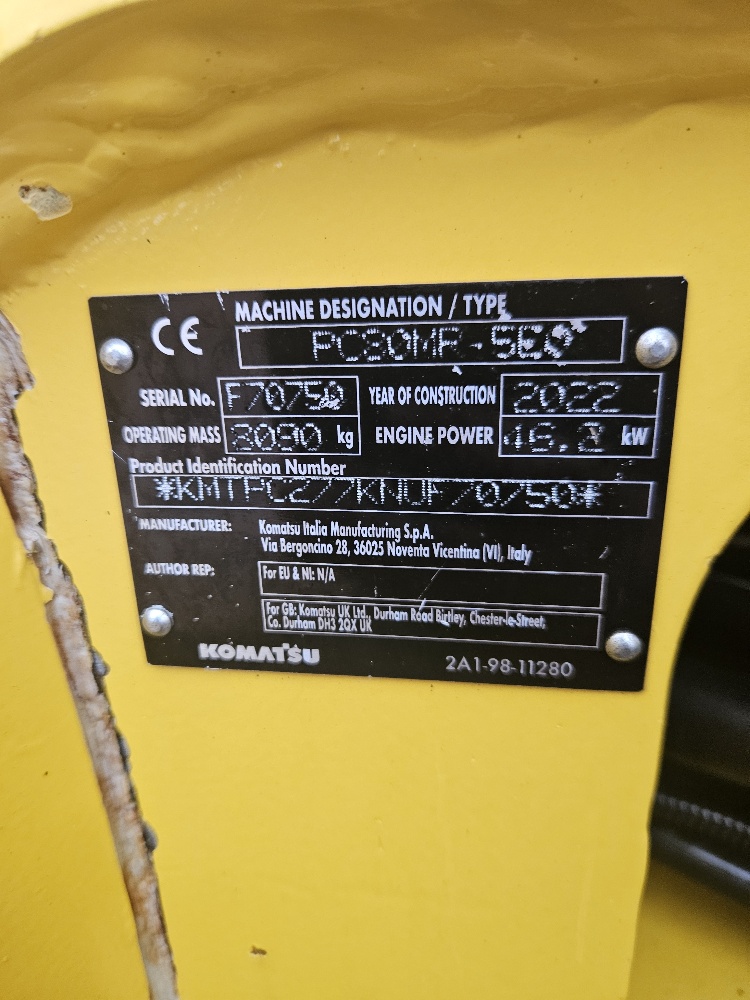 CE
MACHINE DESIGNATION / TYPE
PC80MR-5E0
SERIAL No. F70750 YEAR OF CONSTRUCTION 2022
OPERATING MASS 8090 kg ENGINE POWER 46.2 kW
Product Identification Number
*KMTPC277KNUF70750*
MANUFACTURER: Komatsu Italia Manufacturing S.p.A.
Via Bergoncino 28, 36025 Noventa Vicentina (VI), Italy
AUTHOR REP: For EU & NI: N/A
For GB: Komatsu UK Ltd., Durham Road Birtley, Chester-le-Street,
Co. Durham DH3 2QX UK
KOMATSU 2A1-98-11280